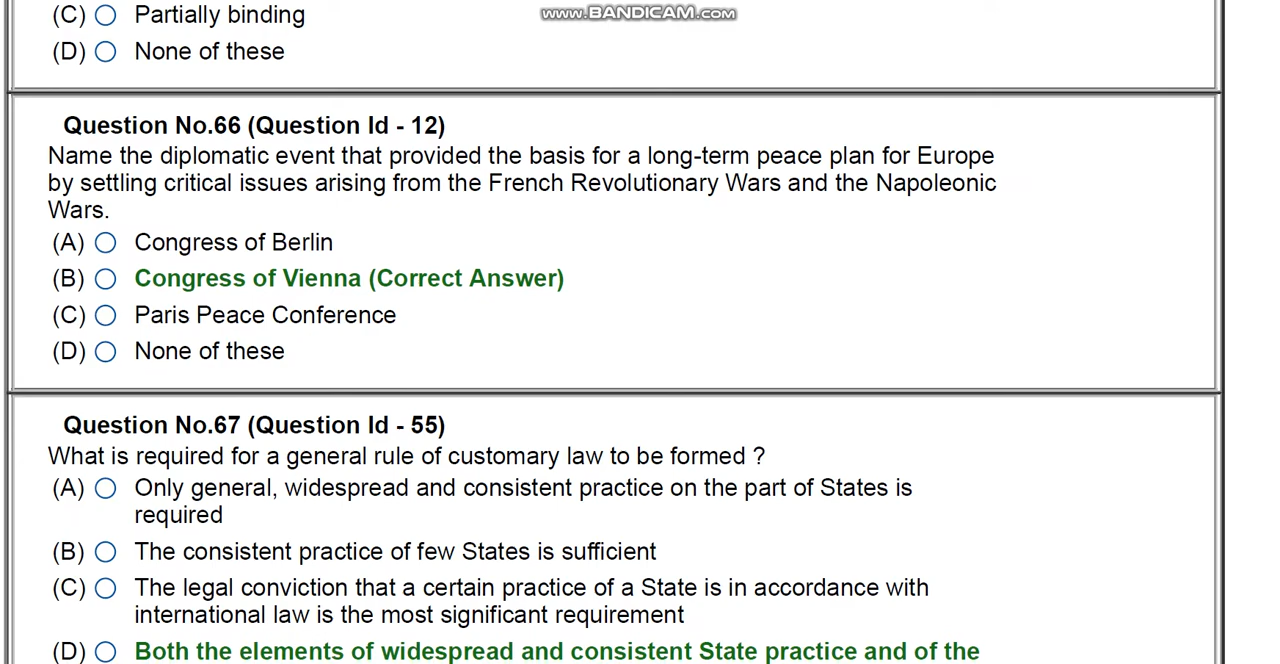 (C) Partially binding
www.BANDICAM.com
(D) None of these
Question No.66 (Question Id - 12)
Name the diplomatic event that provided the basis for a long-term peace plan for Europe
by settling critical issues arising from the French Revolutionary Wars and the Napoleonic
Wars.
(A) Congress of Berlin
(B) Congress of Vienna (Correct Answer)
(C) Paris Peace Conference
(D) None of these
Question No.67 (Question Id - 55)
What is required for a general rule of customary law to be formed ?
(A) Only general, widespread and consistent practice on the part of States is
required
(B) The consistent practice of few States is sufficient
(C) The legal conviction that a certain practice of a State is in accordance with
international law is the most significant requirement
(D) Both the elements of widespread and consistent State practice and of the